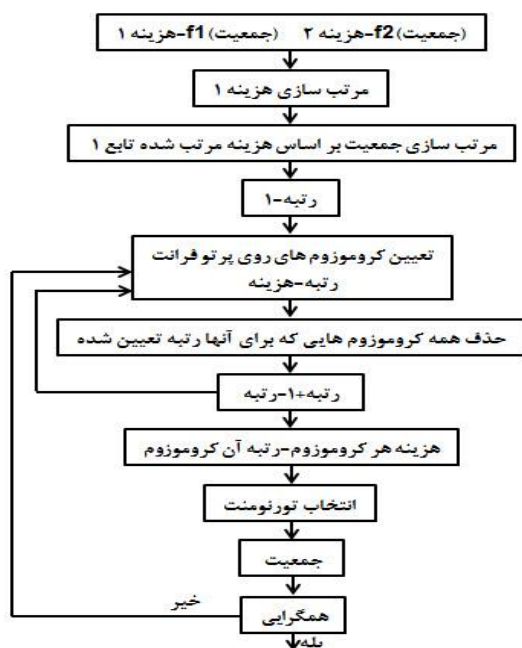 هزینه ۱-f1(جمعیت) هزینه ۲-f2(جمعیت)
مرتب سازی هزینه ۱
مرتب سازی جمعیت بر اساس هزینه مرتب شده تابع ۱
رتبه-۱
تعیین کروموزوم های روی پرتو فرانت
رتبه-هزینه
حذف همه کروموزوم هایی که برای آنها رتبه تعیین شده
رتبه+۱-رتبه
هزینه هر کروموزوم-رتبه آن کروموزوم
انتخاب تورنومنت
جمعیت
خیر
همگرایی
بله